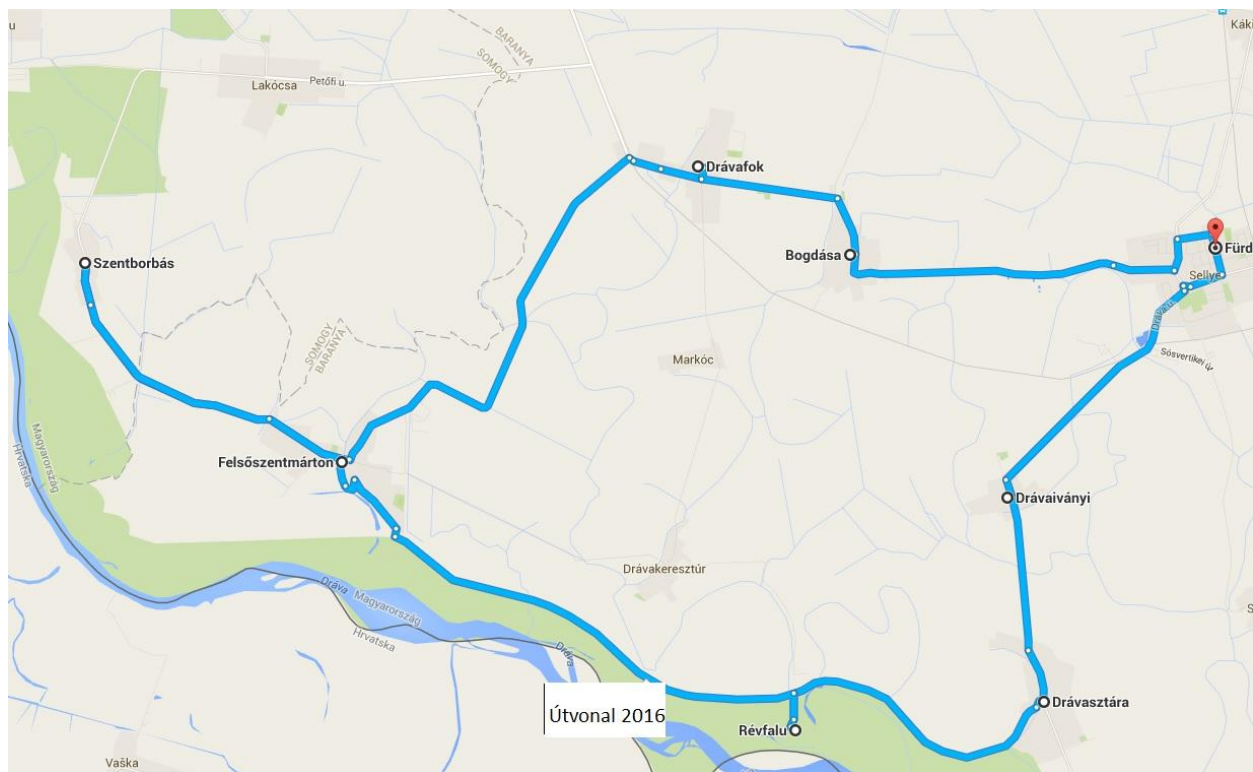 u
Káki
BARANYA
SOMOGY
Lakócsa
Petőfi u.
Drávafok
Bogdása
Fürd
Sellye
Dráva u.
Szentborbás
SOMOGY
BARANYA
Markóc
Sósvertikei u
Magyarország
Hrvatska
Felsőszentmárton
Drávaiványi
Drávakeresztúr
Dráva
Magyarország
Hrvatska
Dráva
S
Útvonal 2016
Drávasztára
Révfalu
Vaška